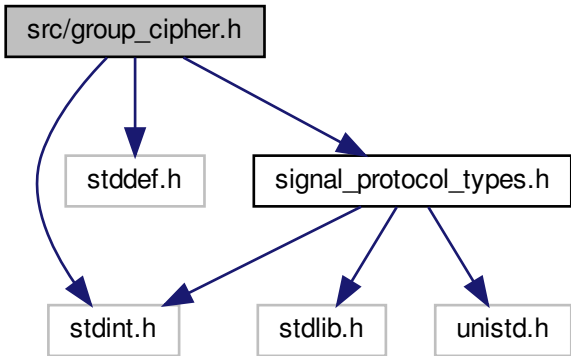 src/group_cipher.h
stddef.h
signal_protocol_types.h
stdint.h
stdlib.h
unistd.h